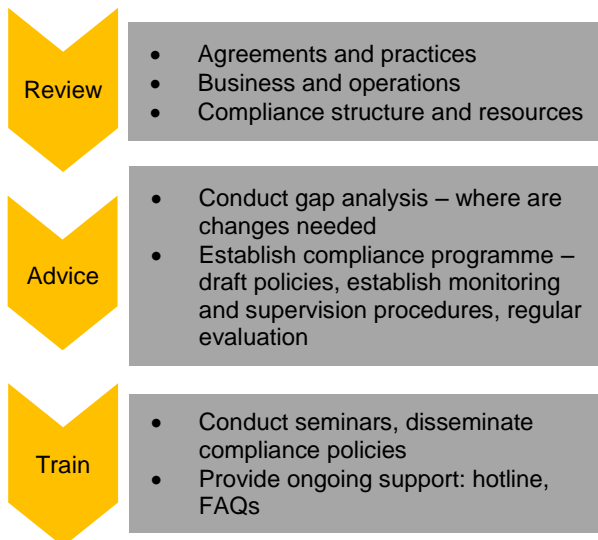 Review
• Agreements and practices
• Business and operations
• Compliance structure and resources
Advice
• Conduct gap analysis – where are
changes needed
• Establish compliance programme –
draft policies, establish monitoring
and supervision procedures, regular
evaluation
Train
• Conduct seminars, disseminate
compliance policies
• Provide ongoing support: hotline,
FAQs